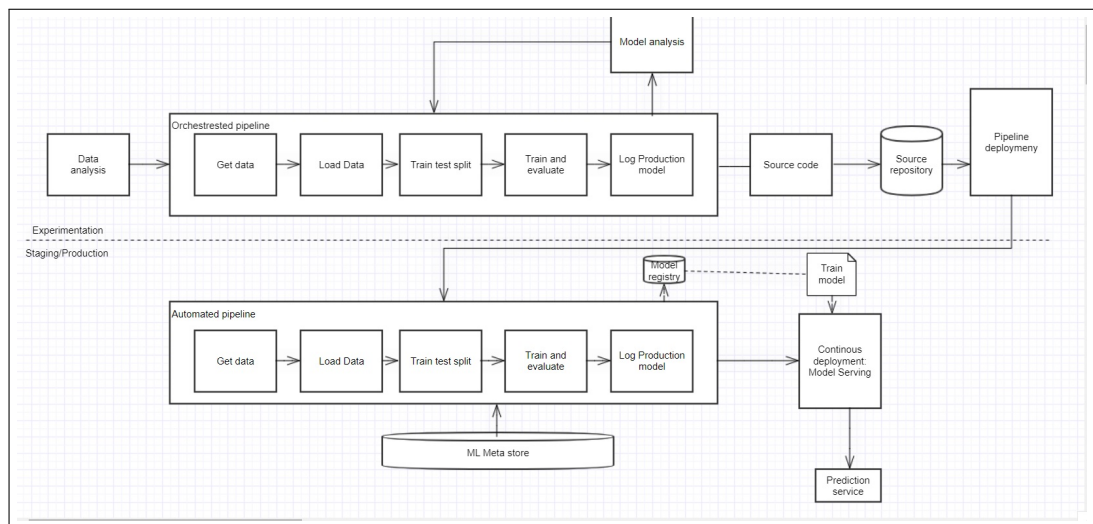 Model analysis
Orchestrested pipeline
Data
analysis
Get data
Load Data
Train test split
Train and
evaluate
Log Production
model
Source code
Source
repository
Pipeline
deploymeny
Experimentation
Staging/Production
Model
registry
Train
model
Automated pipeline
Get data
Load Data
Train test split
Train and
evaluate
Log Production
model
Continous
deployment:
Model Serving
ML Meta store
Prediction
service